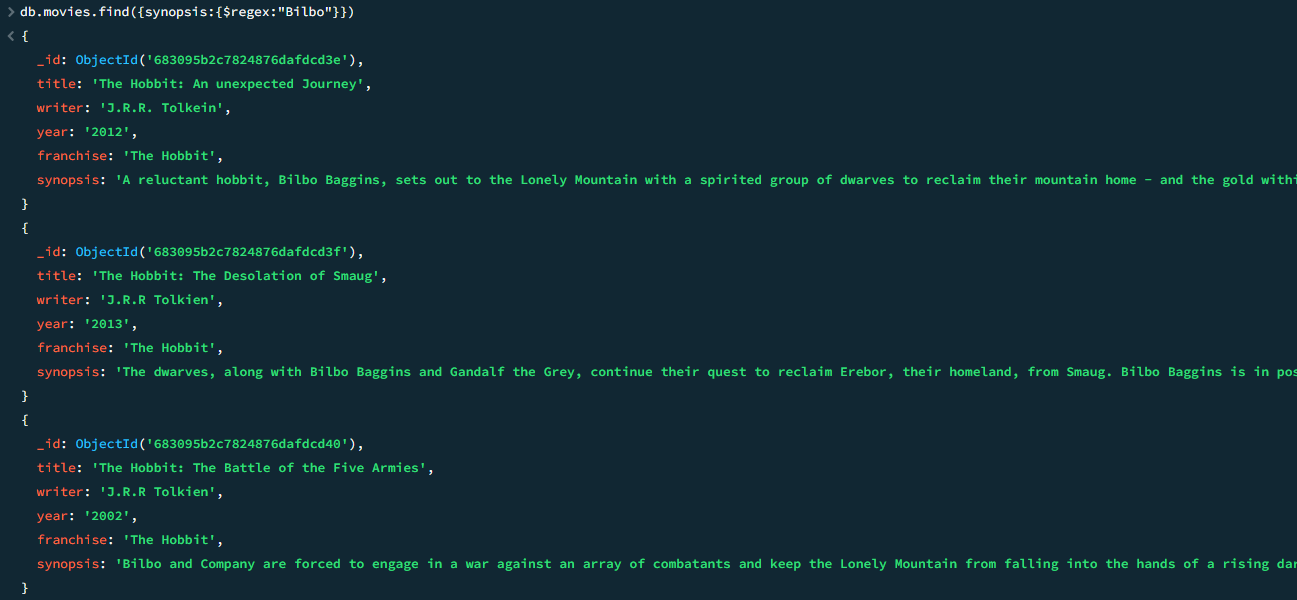 > db.movies.find({synopsis:{$regex:"Bilbo"}})
< {
_id: ObjectId('683095b2c7824876dafdcd3e'),
title: 'The Hobbit: An unexpected Journey',
writer: 'J.R.R. Tolkein',
year: '2012',
franchise: 'The Hobbit',
synopsis: 'A reluctant hobbit, Bilbo Baggins, sets out to the Lonely Mountain with a spirited group of dwarves to reclaim their mountain home - and the gold withi
}
{
_id: ObjectId('683095b2c7824876dafdcd3f'),
title: 'The Hobbit: The Desolation of Smaug',
writer: 'J.R.R Tolkien',
year: '2013',
franchise: 'The Hobbit',
synopsis: 'The dwarves, along with Bilbo Baggins and Gandalf the Grey, continue their quest to reclaim Erebor, their homeland, from Smaug. Bilbo Baggins is in pos
}
{
_id: ObjectId('683095b2c7824876dafdcd40'),
title: 'The Hobbit: The Battle of the Five Armies',
writer: 'J.R.R Tolkien',
year: '2002',
franchise: 'The Hobbit',
synopsis: 'Bilbo and Company are forced to engage in a war against an array of combatants and keep the Lonely Mountain from falling into the hands of a rising dar
}